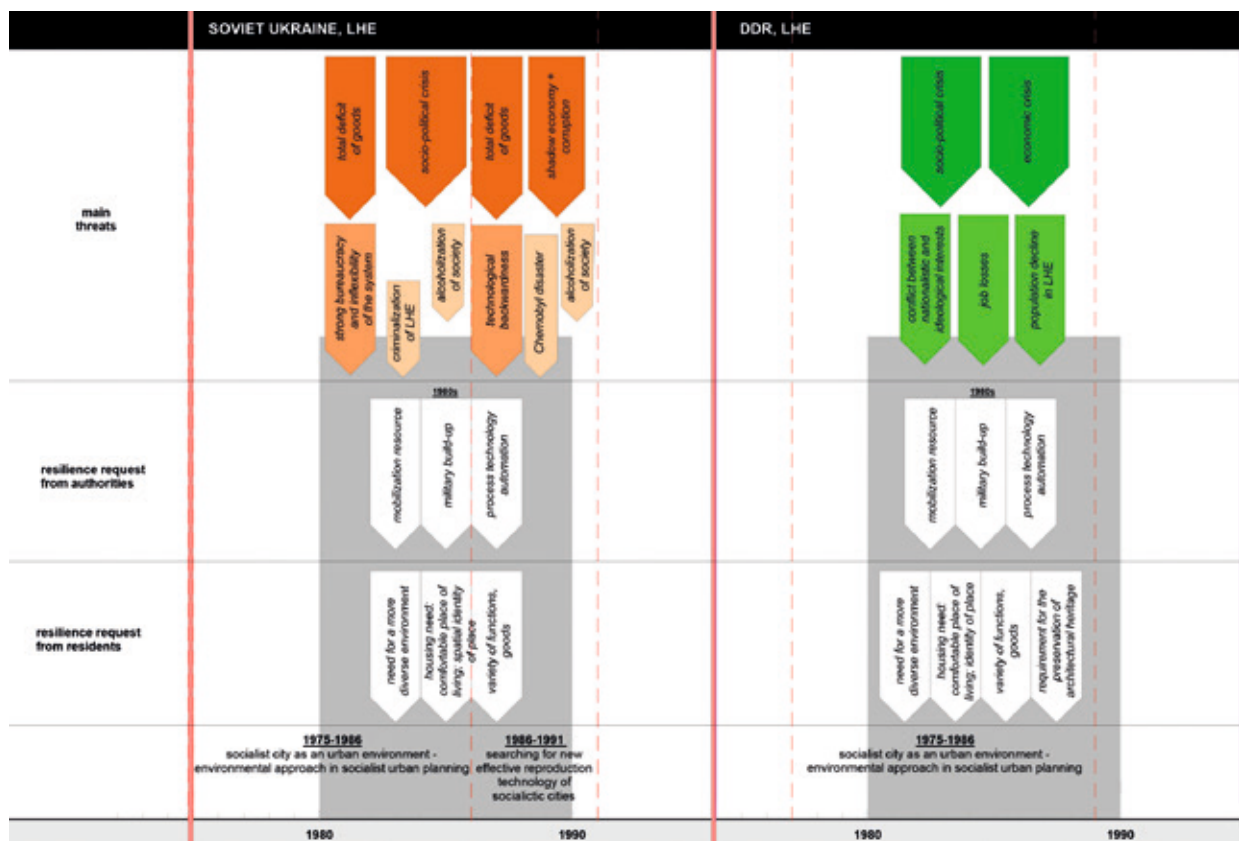 SOVIET UKRAINE, LHE
DDR, LHE
main
threats
total deficit
of goods
socio-political crisis
total deficit
of goods
shadow economy +
corruption
strong bureaucracy
and inflexibility
of the system
criminalization
of LHE
alcoholization
of society
technological
backwardness
Chernobyl disaster
alcoholization
of society
socio-political crisis
economic crisis
conflict between
nationalistic and
ideological interests
job losses
population decline
in LHE
resilience request
from authorities
1980s
mobilization resource
military build-up
process technology
automation
1980s
mobilization resource
military build-up
process technology
automation
resilience request
from residents
need for a more
diverse environment
housing need:
comfortable place of
living; spatial identity
of place
variety of functions,
goods
need for a more
diverse environment
housing need:
comfortable place of
living; identity of place
variety of functions,
goods
requirement for the
preservation of
architectural heritage
1975-1986
socialist city as an urban environment -
environmental approach in socialist urban planning
1986-1991
searching for new
effective reproduction
technology of
socialictic cities
1975-1986
socialist city as an urban environment -
environmental approach in socialist urban planning
1980
1990
1980
1990